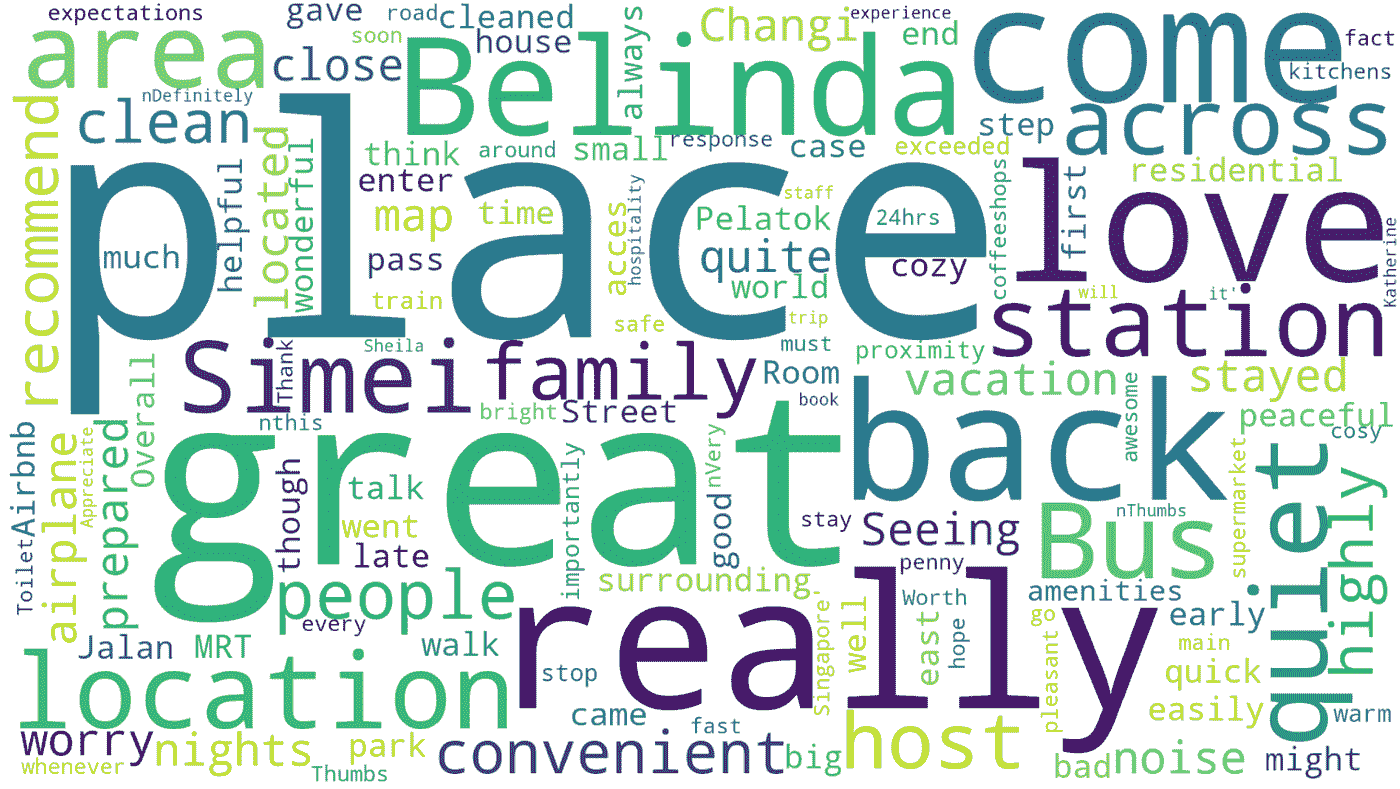 expectations
gave
road
cleaned
Changi
experience
come
area
soon
house
always
end
fact
close
Belinda
kitchens
nDefinitely
clean
step
across
recommend
place
located
wonderful
think
around
small
response
case
exceeded
helpful
enter
hospitality
staff
coffeeshops
first
residential
love
map
time
acces
Pelatok
24hrs
much
pass
quite
cozy
Katherine
train
world
will
it'
safe
trip
station
Simei
Thank
Sheila
family
must
proximity
Overall
Room
vacation
stayed
bright
Street
book
back
awesome
peaceful
nthis
cosy
ToiletAirbnb
airplane
Appreciate
prepared
great
though
talk
importantly
nVery
good
stay
Seeing
nThumbs
supermarket
quiet
highly
went
Bus
late
penny
people
surrounding
really
amenities
every
Worth
early
Jalan
MRT
walk
Singapore
well
east
hope
go
pleasant
main
location
stop
quick
came
easily
warm
worry
nights
park
convenient
fast
host
whenever
Thumbs
big
bad
noise
might